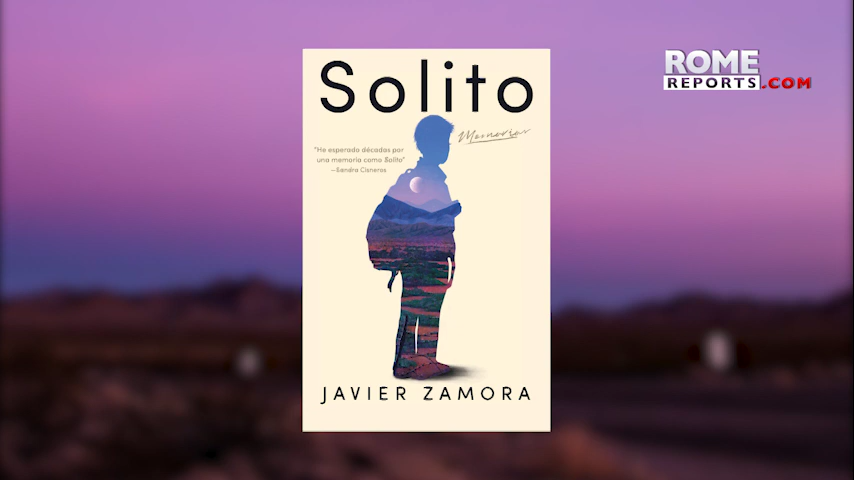 Solito
Memorias
"He esperado décadas por
una memoria como Solito"
—Sandra Cisneros
JAVIER ZAMORA
ROME
REPORTS.COM